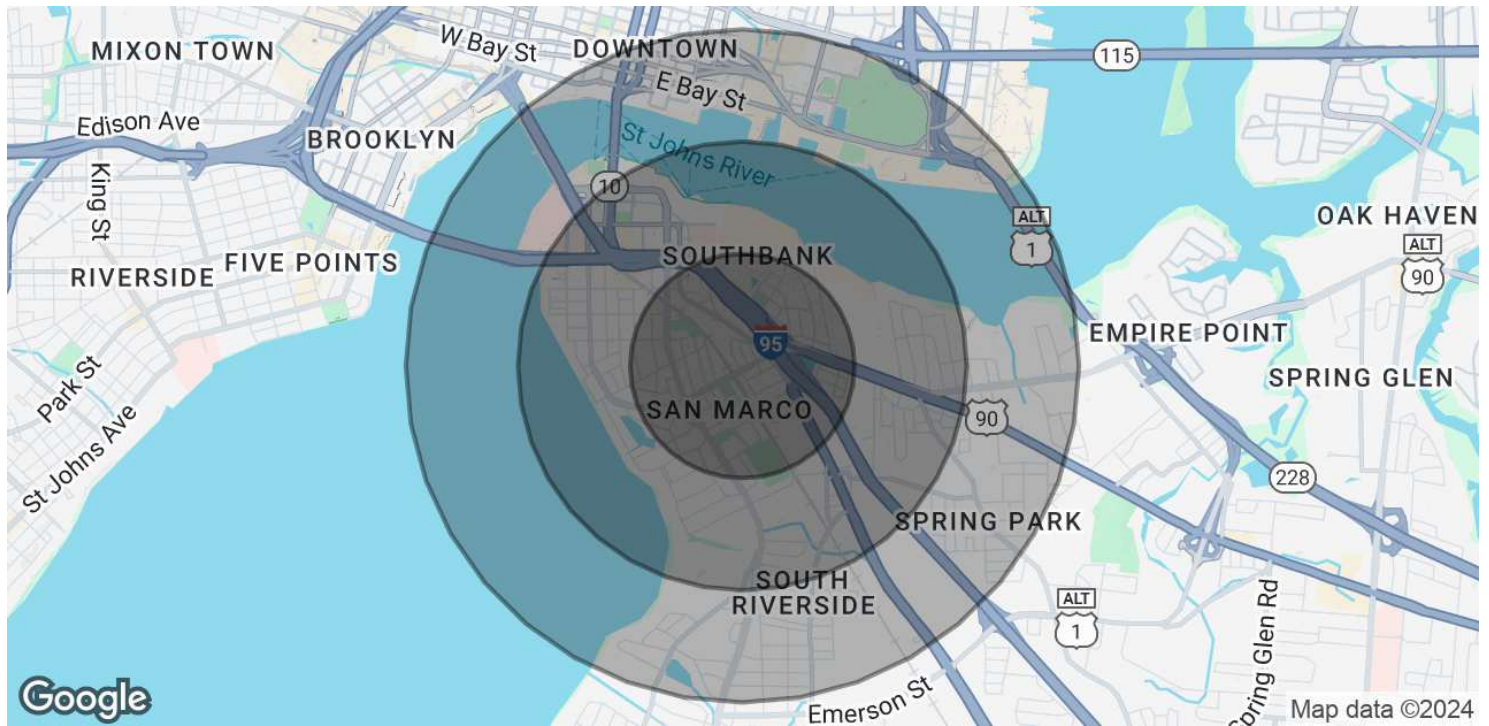 MIXON TOWN
W Bay St
DOWNTOWN
115
E Bay St
Edison Ave
BROOKLYN
St Johns River
King St
10
ALT
1
OAK HAVEN
ALT
90
RIVERSIDE
FIVE POINTS
SOUTHBANK
95
EMPIRE POINT
SPRING GLEN
Park St
SAN MARCO
90
St Johns Ave
228
SPRING PARK
SOUTH
RIVERSIDE
ALT
1
Spring Glen Rd
Emerson St
Google
Map data ©2024